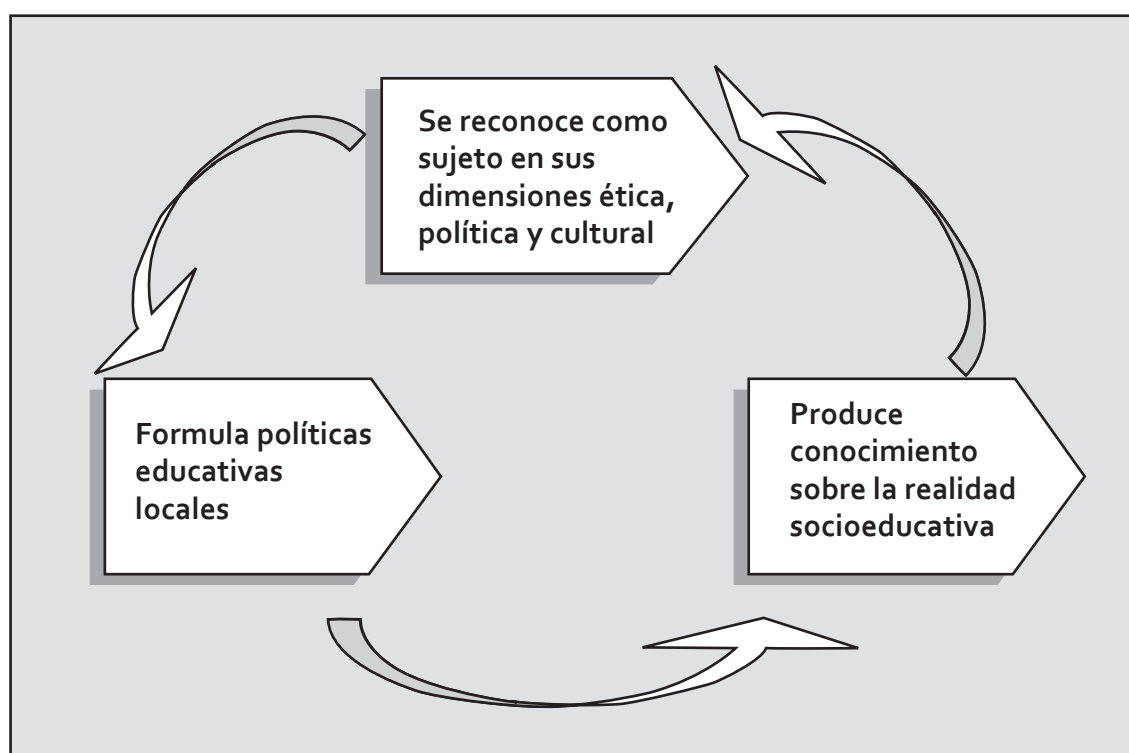 Se reconoce como
sujeto en sus
dimensiones ética,
política y cultural
Formula políticas
educativas
locales
Produce
conocimiento
sobre la realidad
socioeducativa